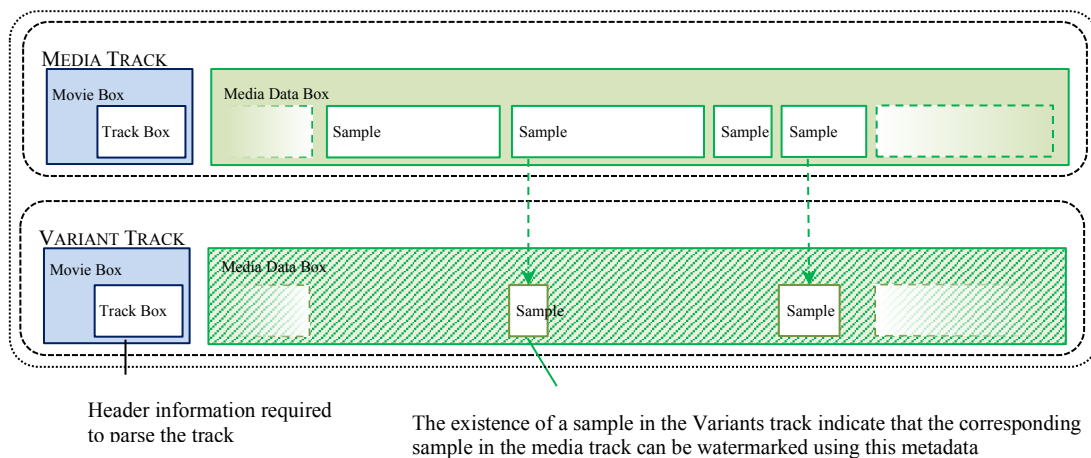 MEDIA TRACK
Movie Box
Track Box
Media Data Box
Sample
Sample
Sample
Sample
VARIANT TRACK
Movie Box
Track Box
Media Data Box
Sample
Sample
Header information required
to parse the track
The existence of a sample in the Variants track indicate that the corresponding
sample in the media track can be watermarked using this metadata